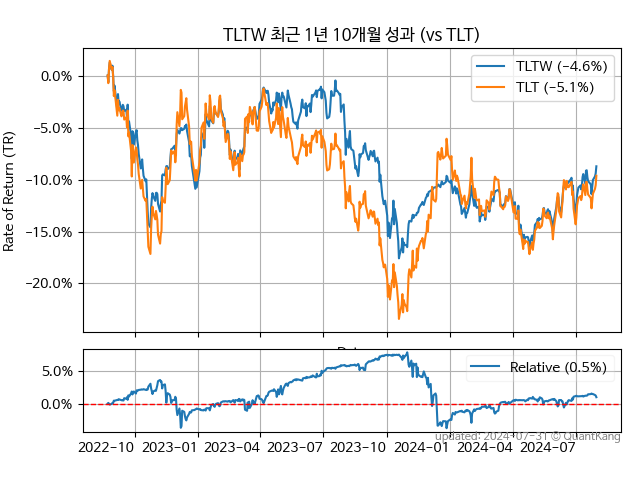 TLTW 최근 1년 10개월 성과 (vs TLT)
TLTW (−4.6%)
TLT (−5.1%)
Rate of Return (TR)
0.0%
−5.0%
−10.0%
−15.0%
−20.0%
Relative (0.5%)
5.0%
0.0%
2022−10 2023−01 2023−04 2023−07 2023−10 2024−01 2024−04 2024−07
updated: 2024-07-31 © QuantKang